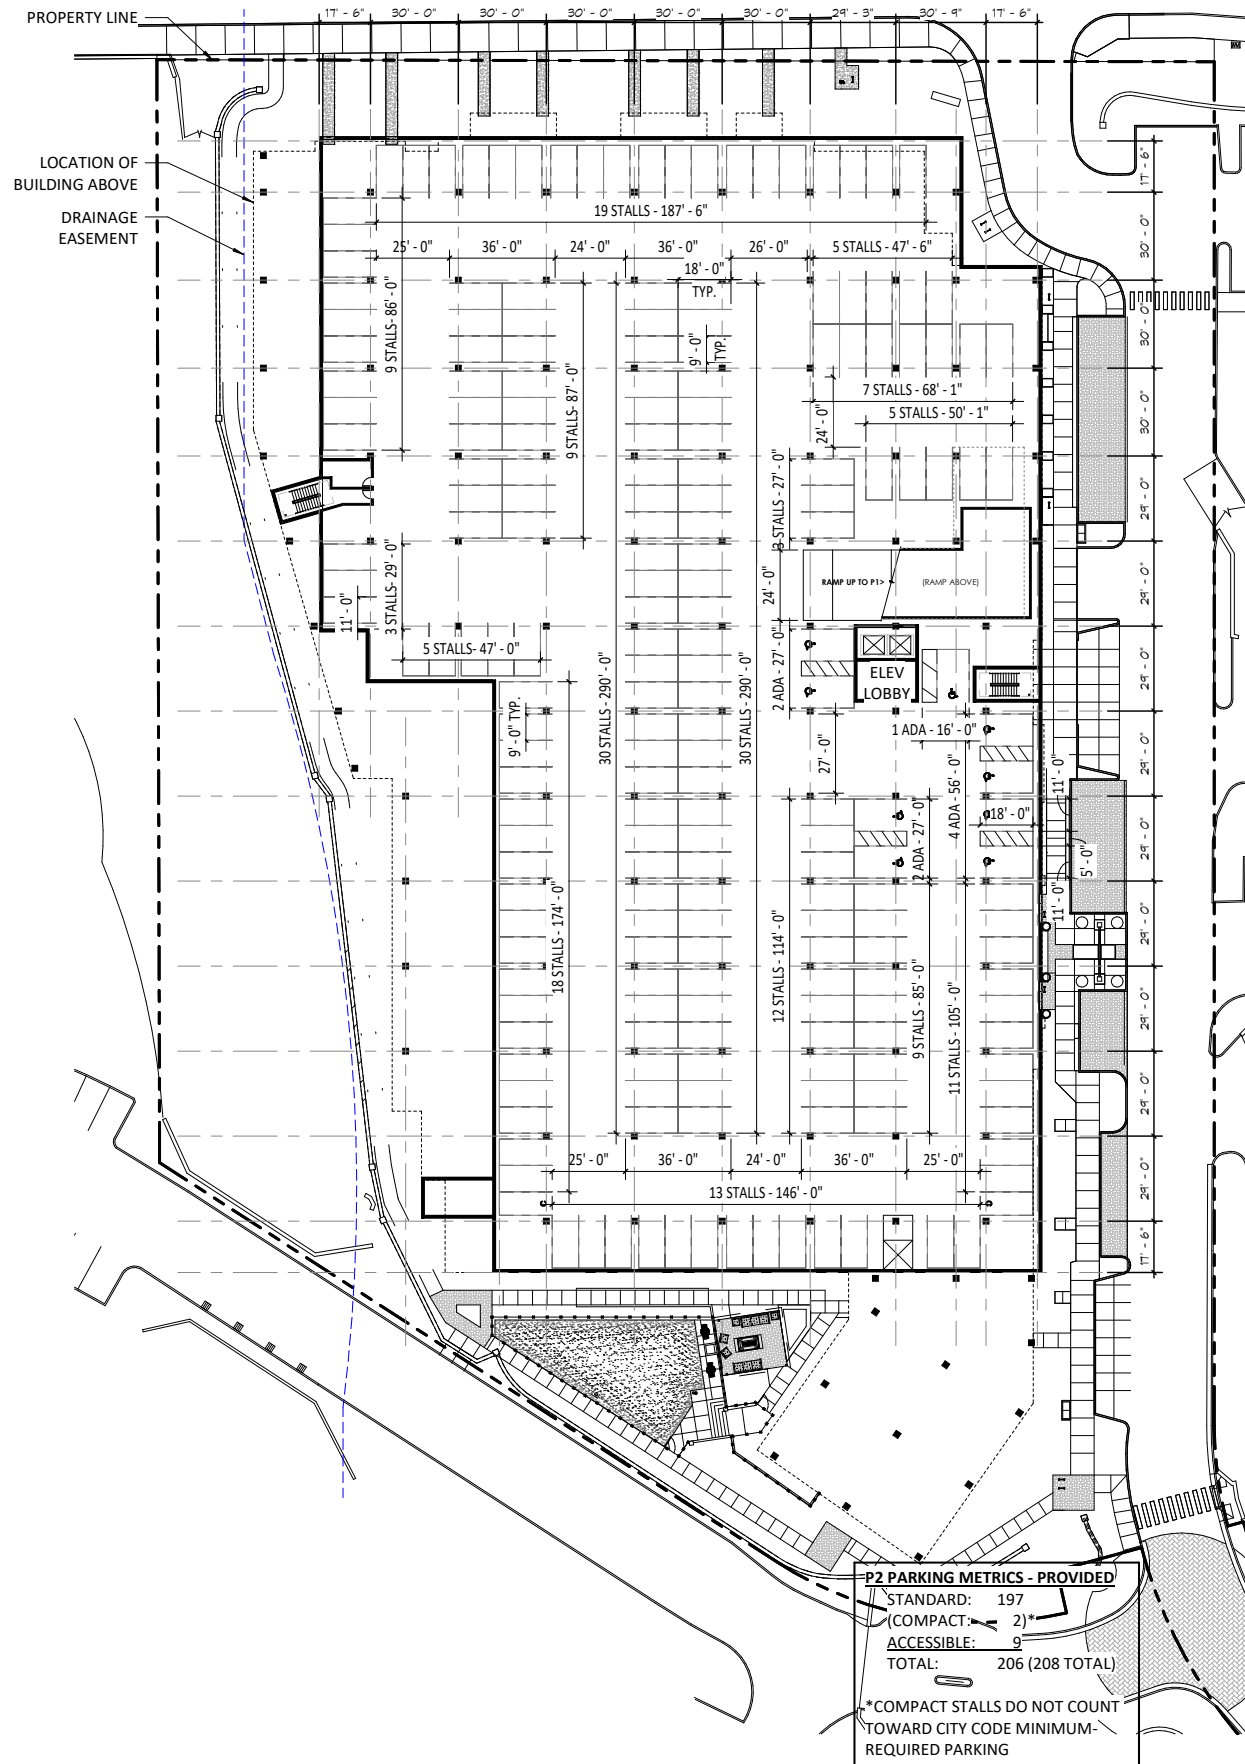 PROPERTY LINE
17' - 6" 30' - 0" 30' - 0" 30' - 0" 30' - 0" 30' - 0" 29' - 3" 30' - 9" 17' - 6"
LOCATION OF
BUILDING ABOVE
DRAINAGE
EASEMENT
17' - 6"
30' - 0"
30' - 0"
30' - 0"
29' - 0"
29' - 0"
29' - 0"
29' - 0"
29' - 0"
29' - 0"
29' - 0"
29' - 0"
29' - 0"
17' - 6"
19 STALLS - 187' - 6"
25' - 0" 36' - 0" 24' - 0" 36' - 0" 26' - 0" 5 STALLS - 47' - 6"
18' - 0"
TYP.
9 STALLS- 86' - 0"
9' - 0"
TYP.
9 STALLS- 87' - 0"
7 STALLS - 68' - 1"
24' - 0"
5 STALLS - 50' - 1"
3 STALLS - 27' - 0"
3 STALLS- 29' - 0"
11' - 0"
24' - 0"
RAMP UP TO P1>
(RAMP ABOVE)
5 STALLS- 47' - 0"
2 ADA - 27' - 0"
ELEV
LOBBY
30 STALLS - 290' - 0"
30 STALLS - 290' - 0"
9' - 0" TYP.
1 ADA - 16' - 0"
27' - 0"
4 ADA - 56' - 0"
11' - 0"
2 ADA - 27' - 0"
18' - 0"
5' - 0"
11' - 0"
18 STALLS - 174' - 0"
12 STALLS - 114' - 0"
9 STALLS - 85' - 0"
11 STALLS - 105' - 0"
25' - 0" 36' - 0" 24' - 0" 36' - 0" 25' - 0"
13 STALLS - 146' - 0"
C C
P2 PARKING METRICS - PROVIDED
STANDARD: 197
(COMPACT: 2)*
ACCESSIBLE: 9
TOTAL: 206 (208 TOTAL)
*COMPACT STALLS DO NOT COUNT
TOWARD CITY CODE MINIMUM-
REQUIRED PARKING